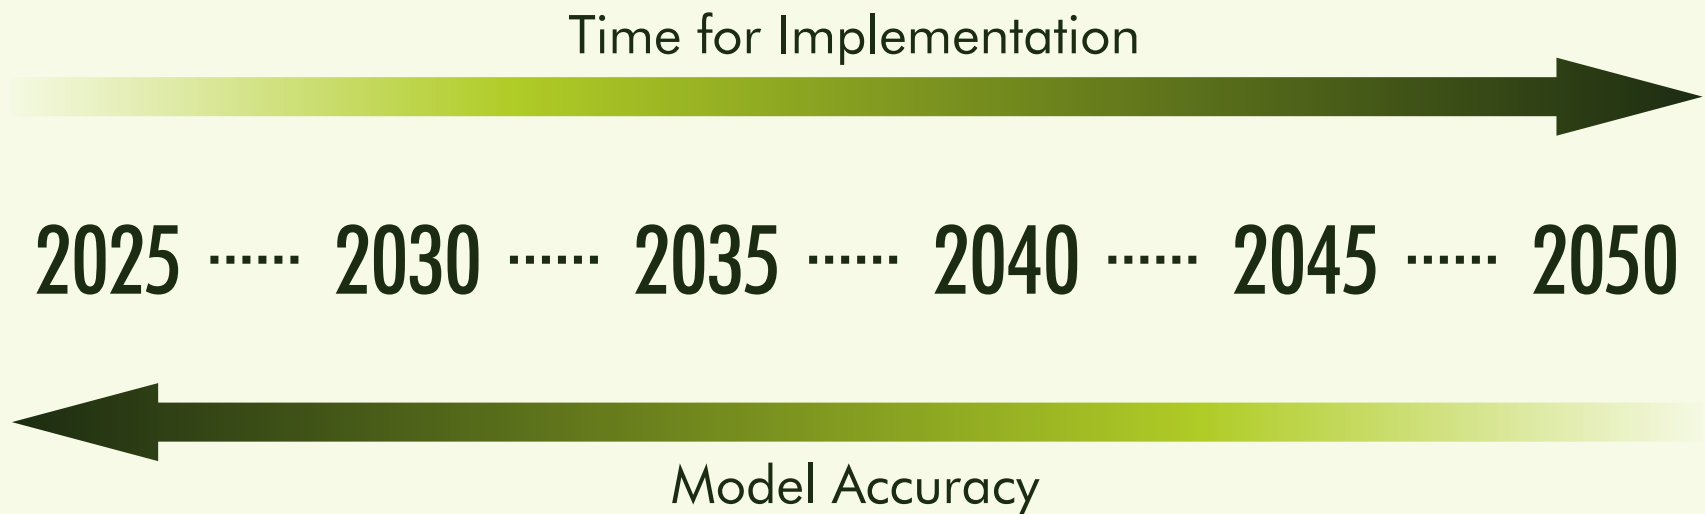 Time for Implementation
2025 ...... 2030 ...... 2035 ...... 2040 ...... 2045 ...... 2050
Model Accuracy